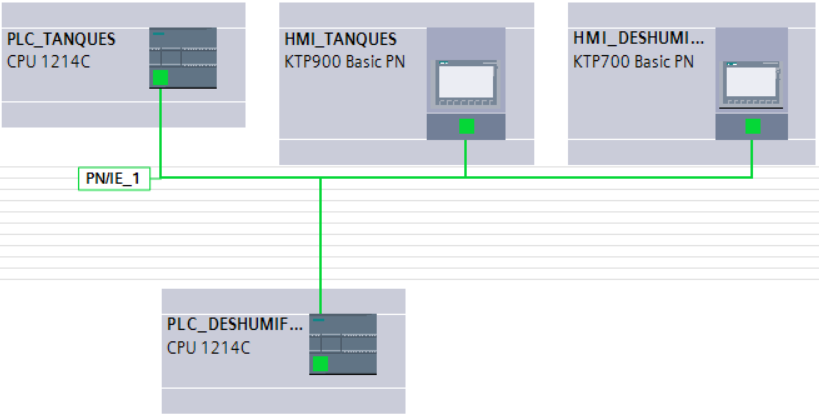 PLC_TANQUES
CPU 1214C
HMI_TANQUES
KTP900 Basic PN
HMI_DESHUMI...
KTP700 Basic PN
PN/IE_1
PLC_DESHUMIF...
CPU 1214C